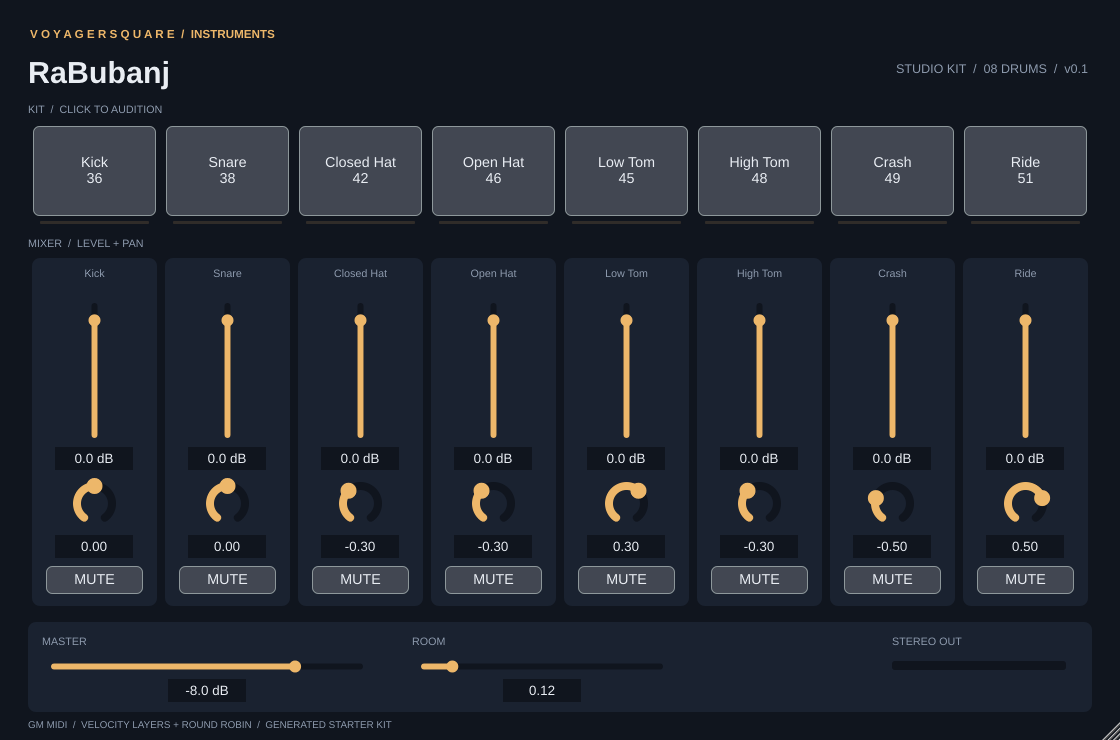 VOYAGERSQUARE / INSTRUMENTS
RaBubanj
STUDIO KIT / 08 DRUMS / v0.1
KIT / CLICK TO AUDITION
Kick
36
Snare
38
Closed Hat
42
Open Hat
46
Low Tom
45
High Tom
48
Crash
49
Ride
51
MIXER / LEVEL + PAN
Kick Snare Closed Hat Open Hat Low Tom High Tom Crash Ride
0.0 dB 0.0 dB 0.0 dB 0.0 dB 0.0 dB 0.0 dB 0.0 dB 0.0 dB
0.00 0.00 -0.30 -0.30 0.30 -0.30 -0.50 0.50
MUTE MUTE MUTE MUTE MUTE MUTE MUTE MUTE
MASTER
-8.0 dB
ROOM
0.12
STEREO OUT
GM MIDI / VELOCITY LAYERS + ROUND ROBIN / GENERATED STARTER KIT